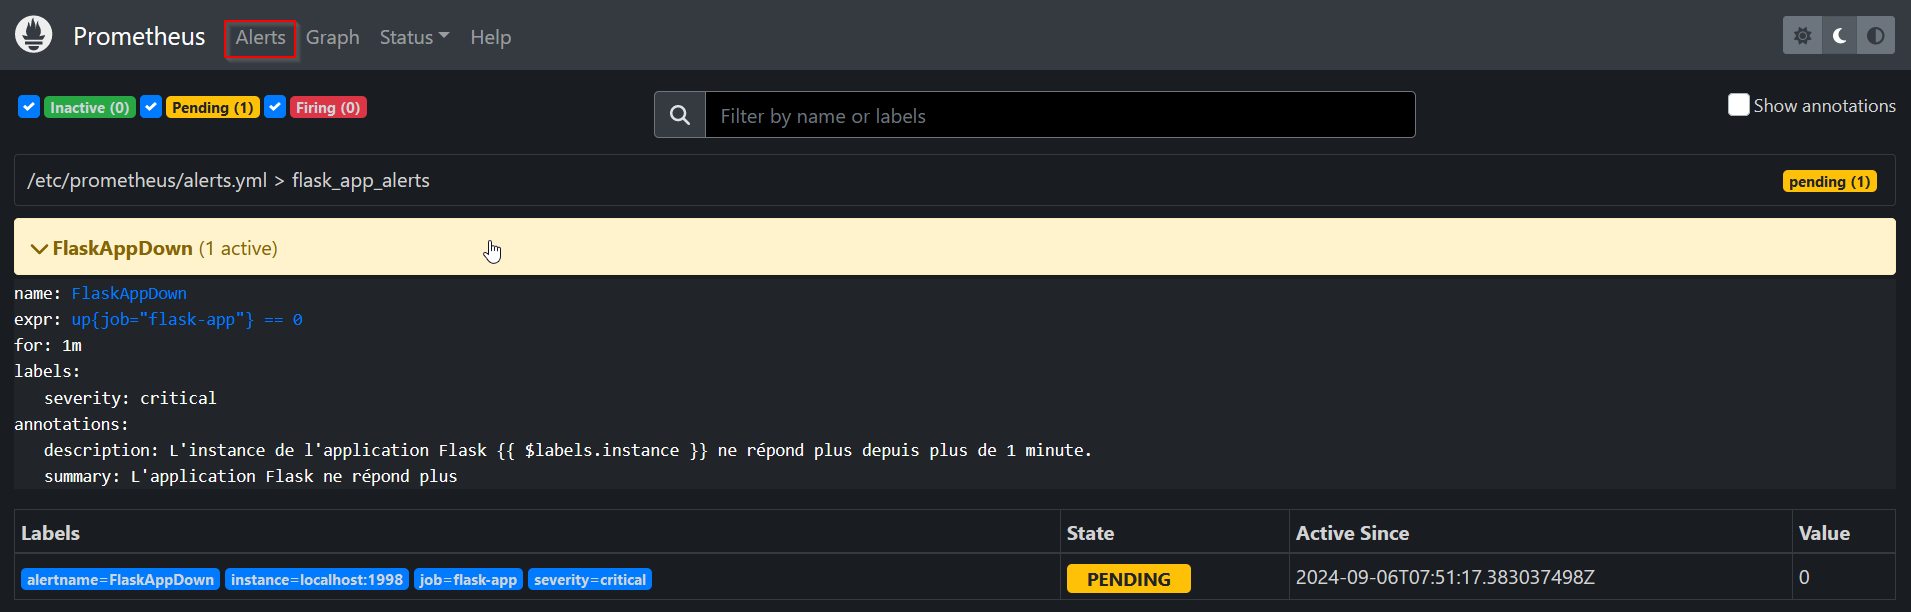 Prometheus Alerts Graph Status Help
Inactive (0) Pending (1) Firing (0) Filter by name or labels Show annotations
/etc/prometheus/alerts.yml > flask_app_alerts pending (1)
FlaskAppDown (1 active)
name: FlaskAppDown
expr: up{job="flask-app"} == 0
for: 1m
labels:
severity: critical
annotations:
description: L'instance de l'application Flask {{ $labels.instance }} ne répond plus depuis plus de 1 minute.
summary: L'application Flask ne répond plus
Labels State Active Since Value
alertname=FlaskAppDown instance=localhost:1998 job=flask-app severity=critical PENDING 2024-09-06T07:51:17.383037498Z 0